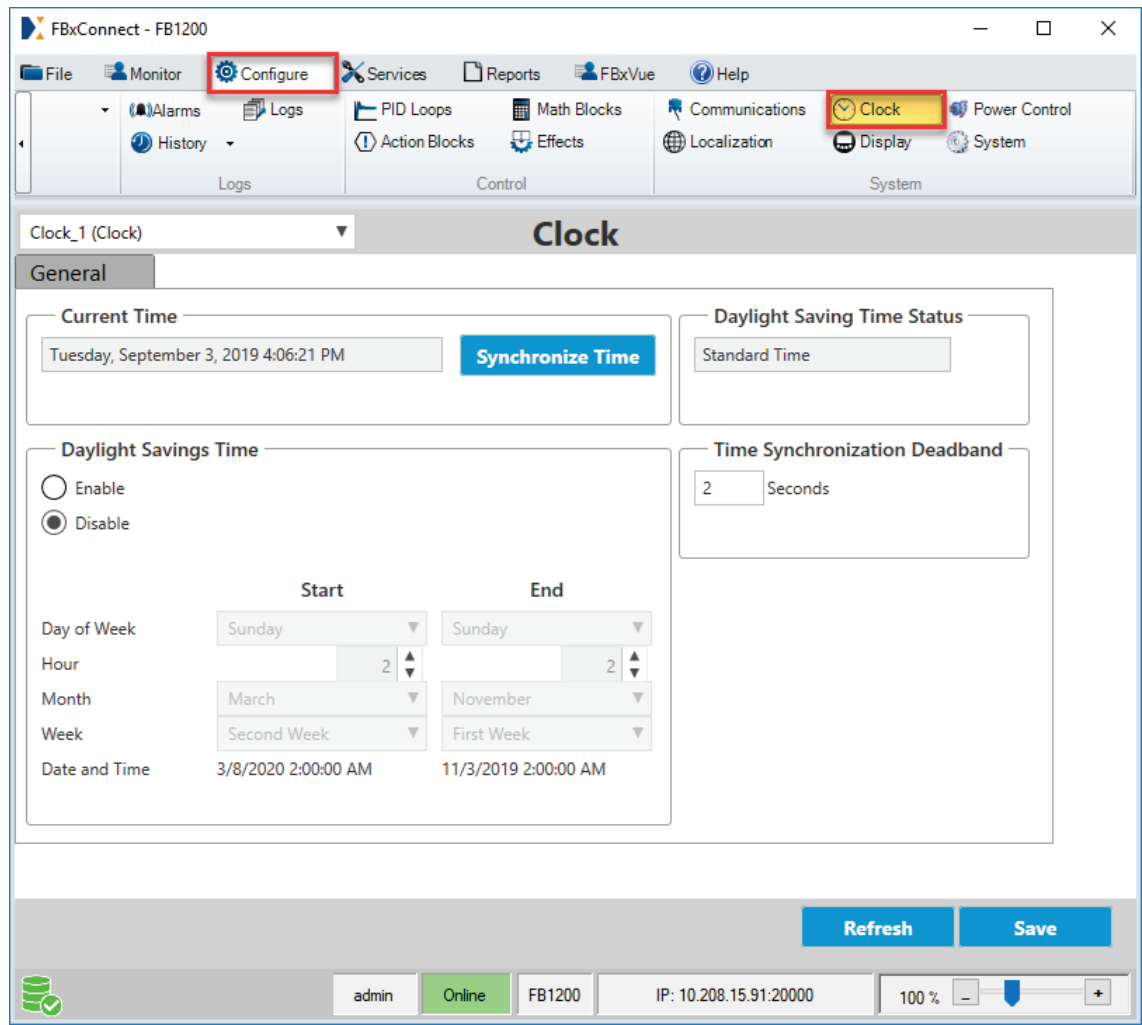 FBxConnect - FB1200
File Monitor Configure Services Reports FBxVue Help
Alarms Logs PID Loops Math Blocks Communications Clock Power Control
History Action Blocks Effects Localization Display System
Logs Control System
Clock_1 (Clock) Clock
General
Current Time Daylight Saving Time Status
Tuesday, September 3, 2019 4:06:21 PM Synchronize Time Standard Time
Daylight Savings Time Time Synchronization Deadband
Enable 2 Seconds
Disable
Start End
Day of Week Sunday Sunday
Hour 2 2
Month March November
Week Second Week First Week
Date and Time 3/8/2020 2:00:00 AM 11/3/2019 2:00:00 AM
Refresh Save
admin Online FB1200 IP: 10.208.15.91:20000 100 % - +